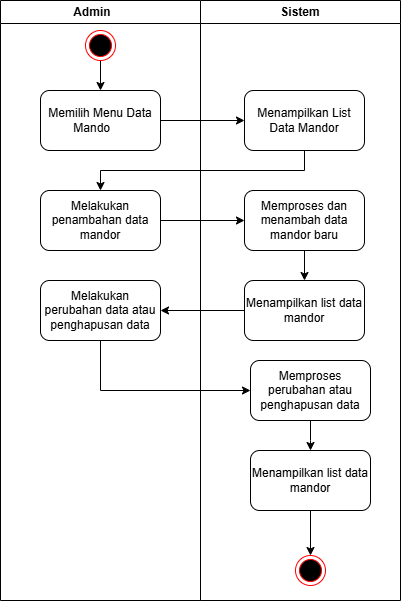 Admin
Sistem
Memilih Menu Data
Mando
Menampilkan List
Data Mandor
Melakukan
penambahan data
mandor
Memproses dan
menambah data
mandor baru
Melakukan
perubahan data atau
penghapusan data
Menampilkan list data
mandor
Memproses
perubahan atau
penghapusan data
Menampilkan list data
mandor